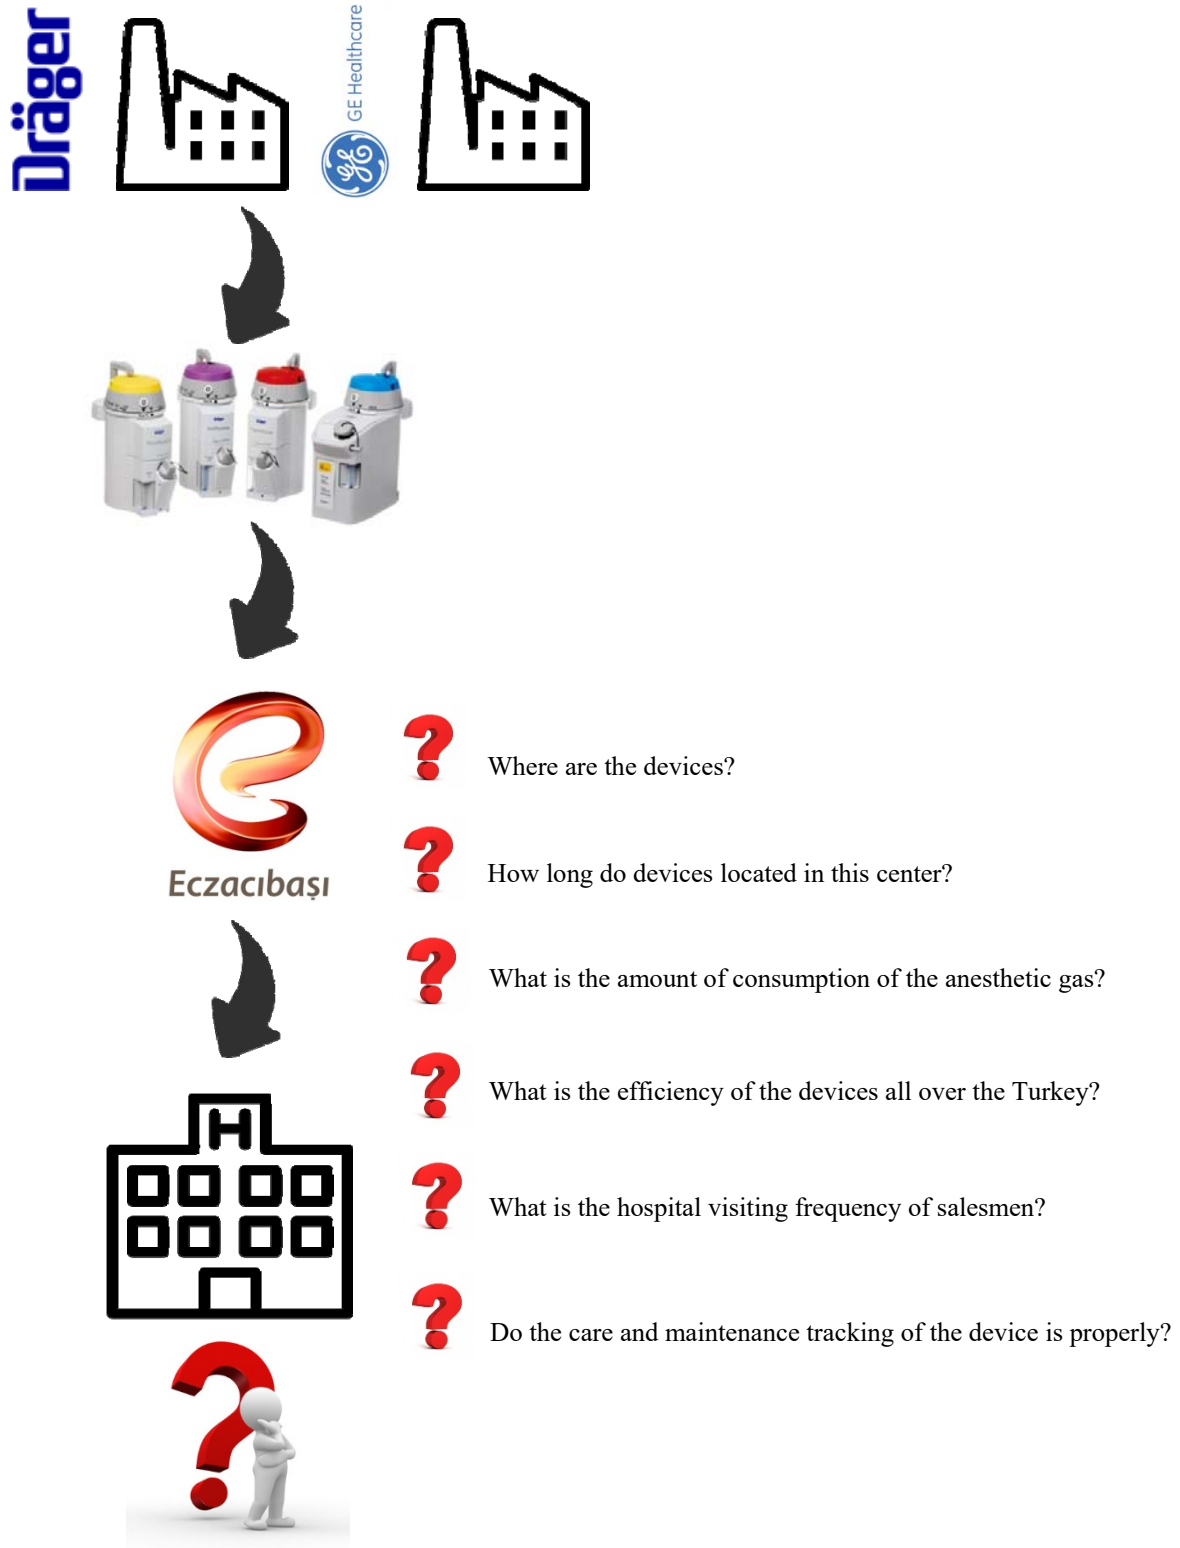 Dräger
GE Healthcare
Eczacıbaşı
Where are the devices?
How long do devices located in this center?
What is the amount of consumption of the anesthetic gas?
What is the efficiency of the devices all over the Turkey?
H
What is the hospital visiting frequency of salesmen?
Do the care and maintenance tracking of the device is properly?